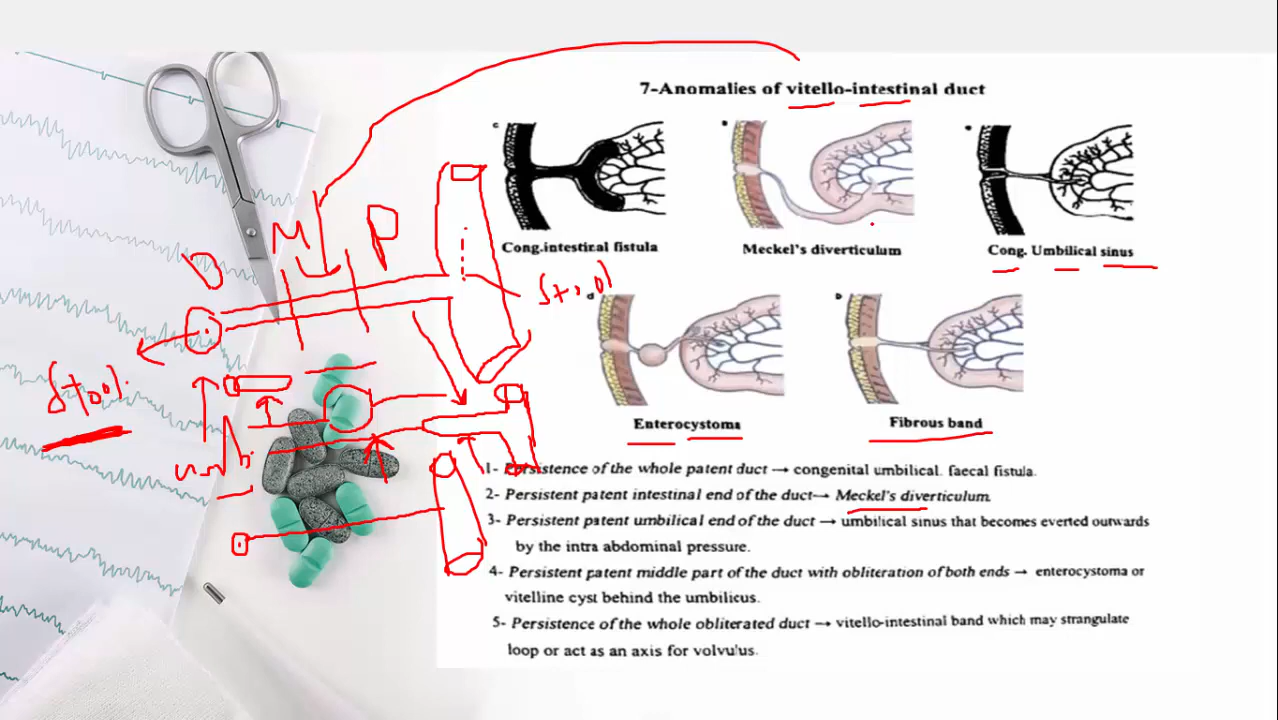 7-Anomalies of vitello-intestinal duct
c
Cong.intestinal fistula
Meckel's diverticulum
Cong. Umbilical sinus
d
b
Enterocystoma
Fibrous band
1- Persistence of the whole patent duct → congenital umbilical. faecal fistula.
2- Persistent patent intestinal end of the duct→ Meckel's diverticulum.
3- Persistent patent umbilical end of the duct → umbilical sinus that becomes everted outwards
by the intra abdominal pressure.
4- Persistent patent middle part of the duct with obliteration of both ends → enterocystoma or
vitelline cyst behind the umbilicus.
5- Persistence of the whole obliterated duct → vitello-intestinal band which may strangulate
loop or act as an axis for volvulus.
D
M
P
Stool
Stool